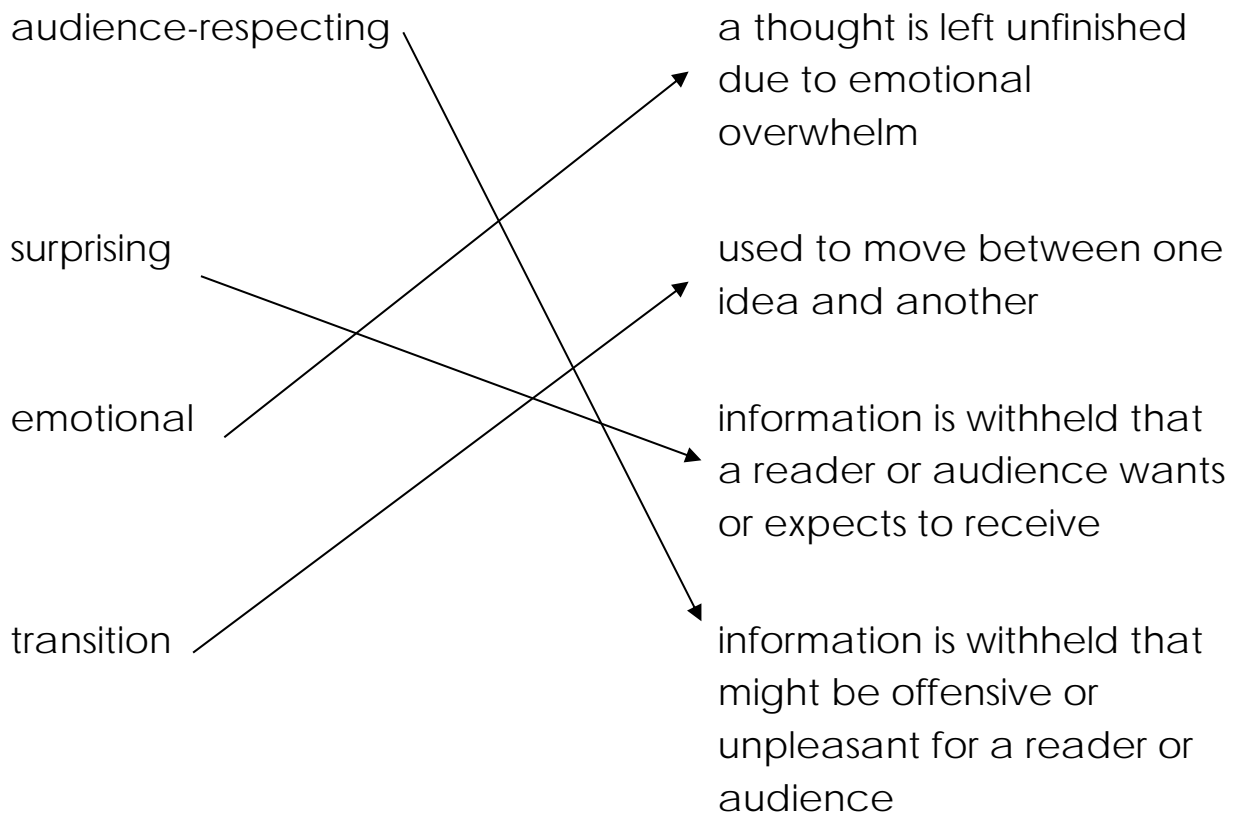 audience-respecting
surprising
emotional
transition
a thought is left unfinished
due to emotional
overwhelm
used to move between one
idea and another
information is withheld that
a reader or audience wants
or expects to receive
information is withheld that
might be offensive or
unpleasant for a reader or
audience